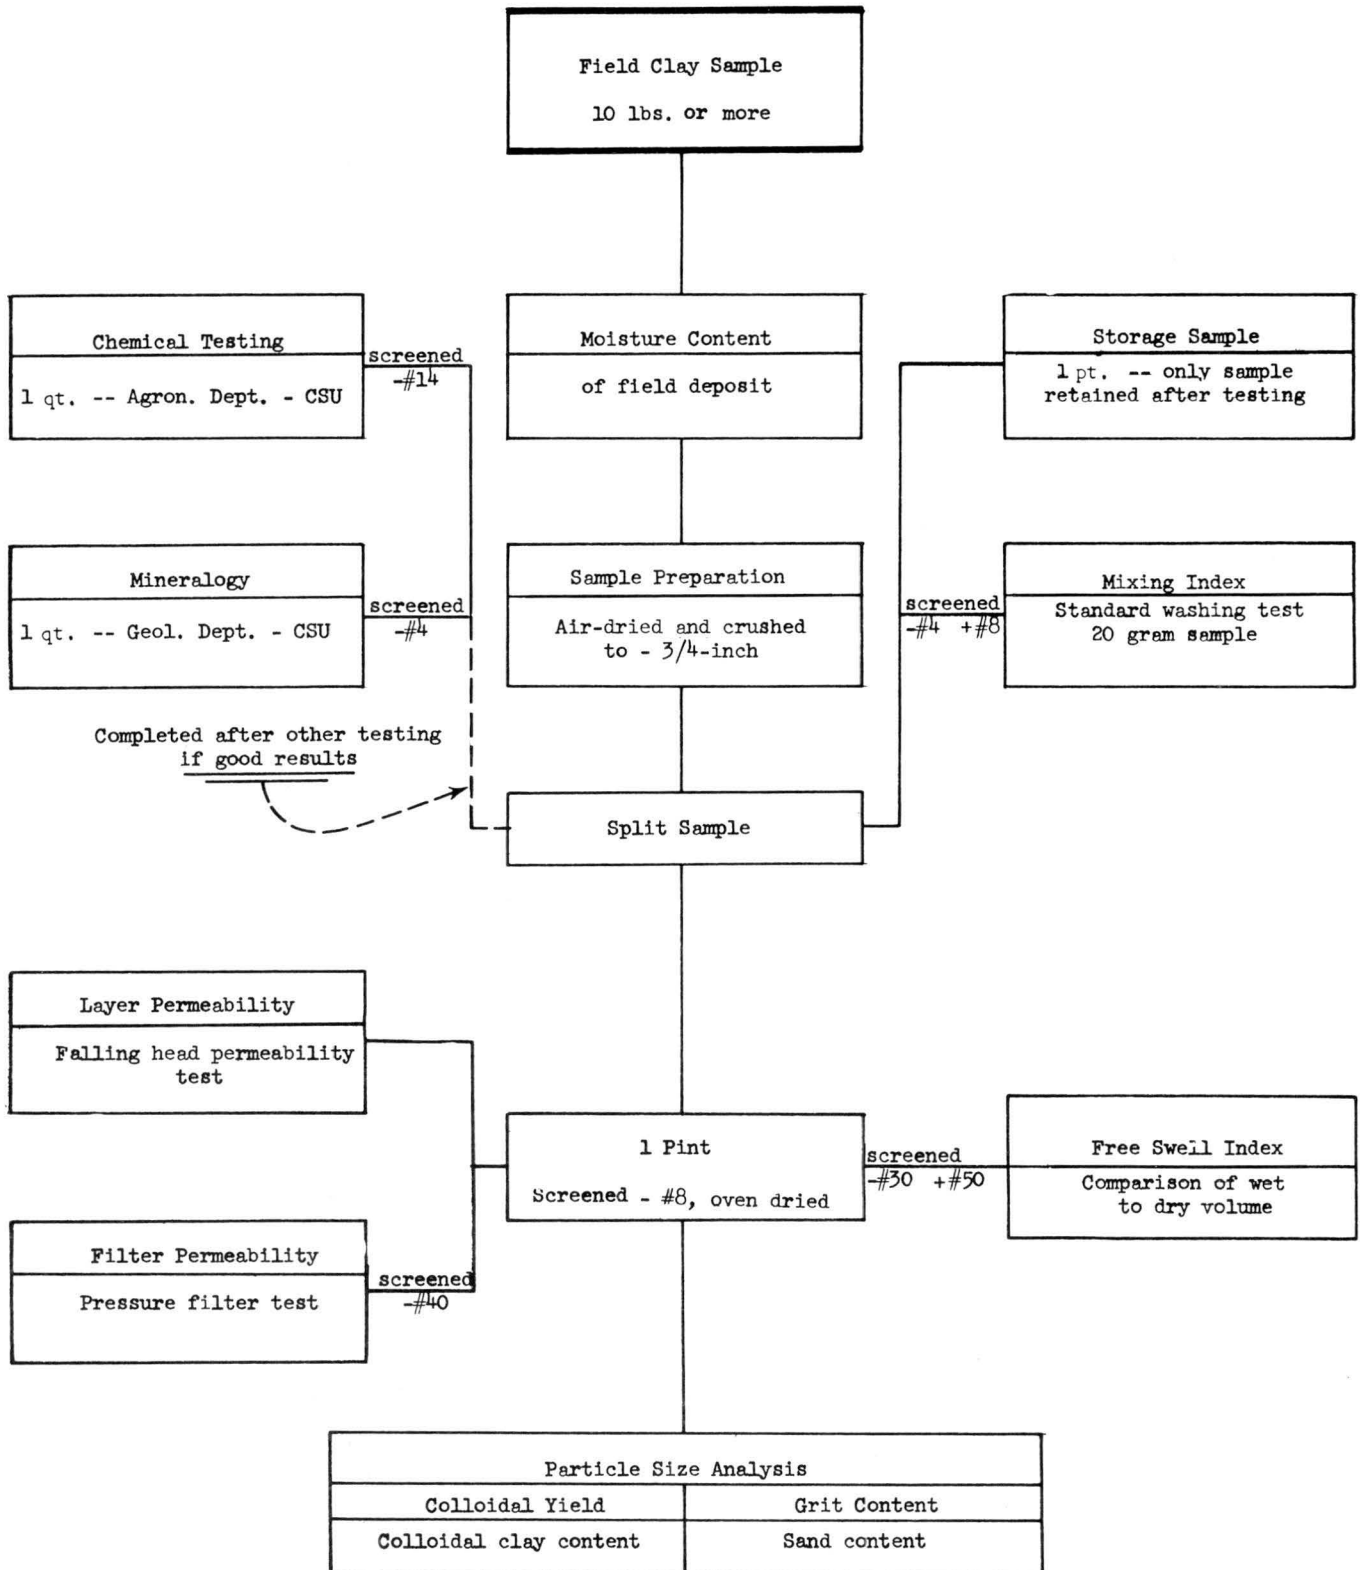 Field Clay Sample
10 lbs. or more
Chemical Testing
1 qt. -- Agron. Dept. - CSU
screened
-#14
Moisture Content
of field deposit
Storage Sample
1 pt. -- only sample
retained after testing
Mineralogy
1 qt. -- Geol. Dept. - CSU
screened
-#4
Sample Preparation
Air-dried and crushed
to - 3/4-inch
screened
-#4 +#8
Mixing Index
Standard washing test
20 gram sample
Completed after other testing
if good results
Split Sample
Layer Permeability
Falling head permeability
test
1 Pint
Screened - #8, oven dried
screened
-#30 +#50
Free Swell Index
Comparison of wet
to dry volume
Filter Permeability
Pressure filter test
screened
-#40
Particle Size Analysis
Colloidal Yield
Grit Content
Colloidal clay content
Sand content